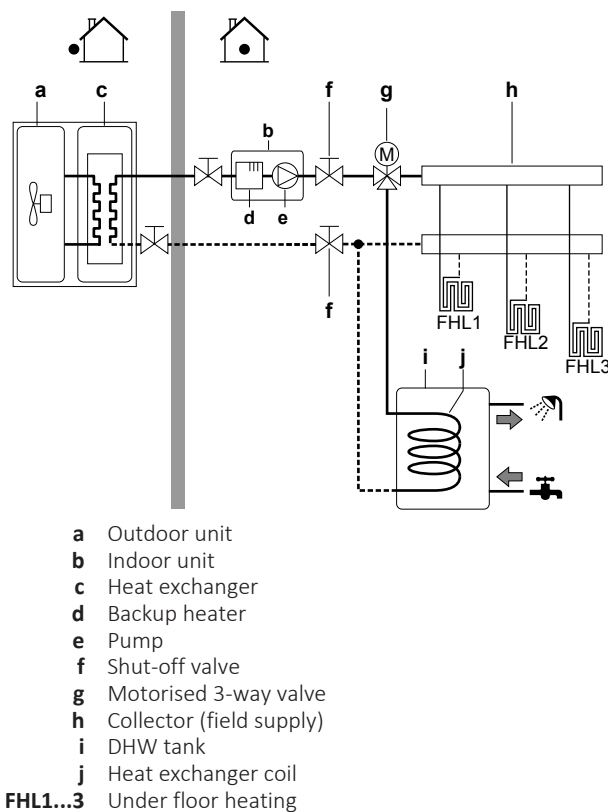 a c f g h
b
M
d e
f
FHL1
FHL2
FHL3
i j
a Outdoor unit
b Indoor unit
c Heat exchanger
d Backup heater
e Pump
f Shut-off valve
g Motorised 3-way valve
h Collector (field supply)
i DHW tank
j Heat exchanger coil
FHL1...3 Under floor heating